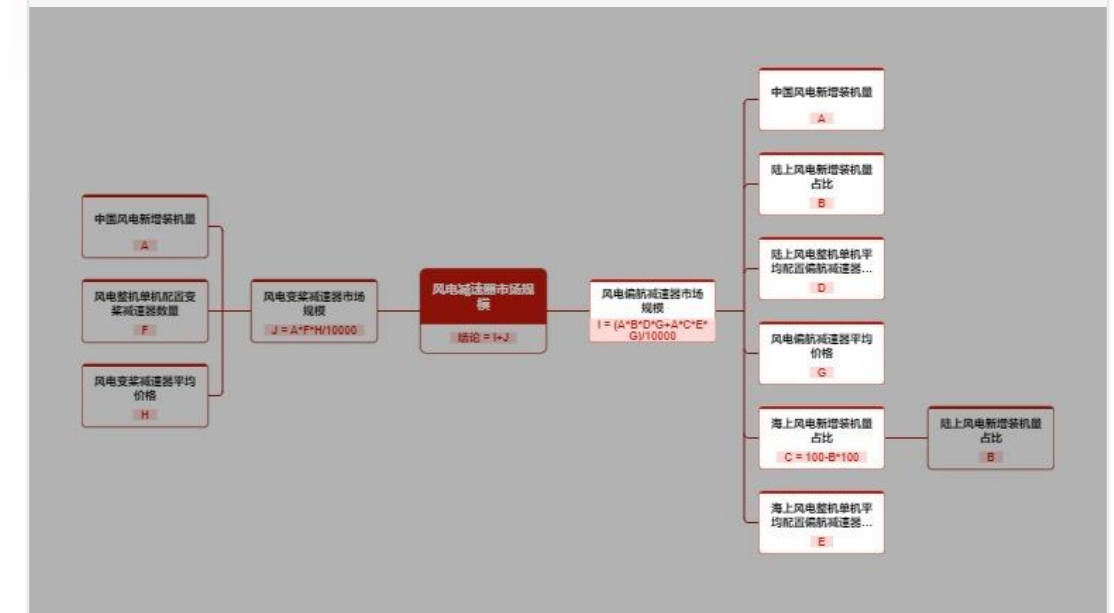 中国风电新增装机量
A
风电整机单机配置变
桨减速器数量
F
风电变桨减速器平均
价格
H
风电变桨减速器市场
规模
J = A*F*H/10000
风电减速器市场规
模
结论 = I+J
风电偏航减速器市场
规模
I = (A*B*D*G+A*C*E*
G)/10000
中国风电新增装机量
A
陆上风电新增装机量
占比
B
陆上风电整机单机平
均配置偏航减速器...
D
风电偏航减速器平均
价格
G
海上风电新增装机量
占比
C = 100-B*100
海上风电整机单机平
均配置偏航减速器...
E
陆上风电新增装机量
占比
B